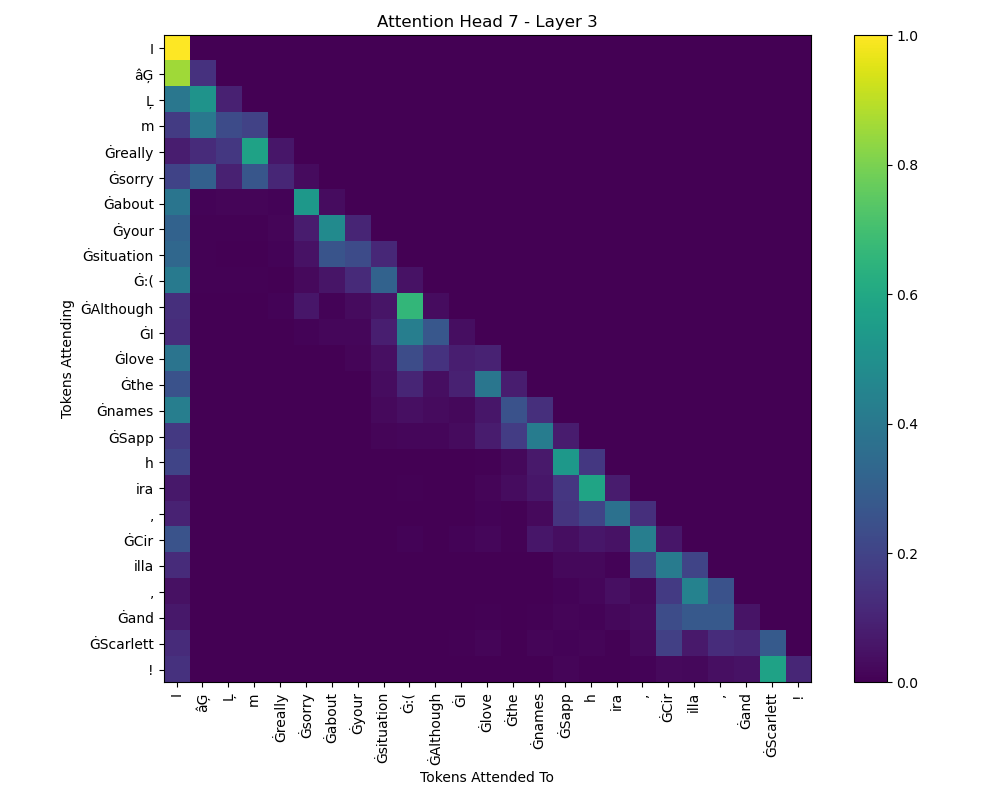 Attention Head 7 - Layer 3
I
âĢ
Ļ
m
Ġreally
Ġsorry
Ġabout
Ġyour
Ġsituation
Ġ:(
ĠAlthough
ĠI
Ġlove
Ġthe
Ġnames
ĠSapp
h
ira
,
ĠCir
illa
,
Ġand
ĠScarlett
!
Tokens Attending
I
âĢ
Ļ
m
Ġreally
Ġsorry
Ġabout
Ġyour
Ġsituation
Ġ:(
ĠAlthough
ĠI
Ġlove
Ġthe
Ġnames
ĠSapp
h
ira
,
ĠCir
illa
,
Ġand
ĠScarlett
!
Tokens Attended To
1.0
0.8
0.6
0.4
0.2
0.0